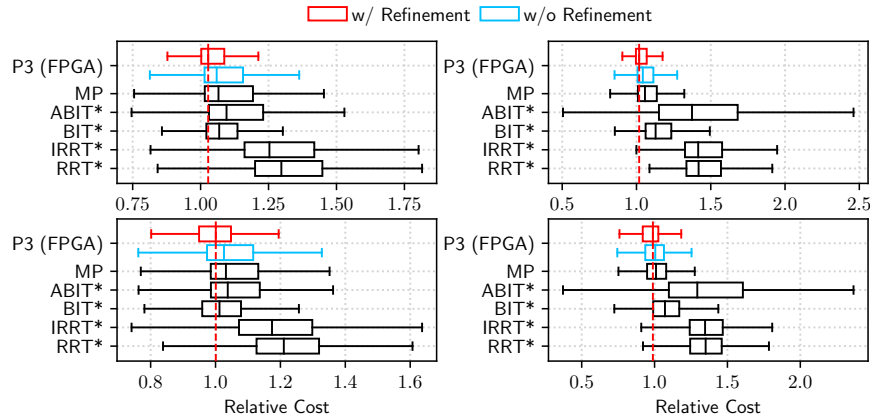 w/ Refinement w/o Refinement
P3 (FPGA)
MP
ABIT*
BIT*
IRRT*
RRT*
0.75 1.00 1.25 1.50 1.75
P3 (FPGA)
MP
ABIT*
BIT*
IRRT*
RRT*
0.5 1.0 1.5 2.0 2.5
P3 (FPGA)
MP
ABIT*
BIT*
IRRT*
RRT*
0.8 1.0 1.2 1.4 1.6
Relative Cost
P3 (FPGA)
MP
ABIT*
BIT*
IRRT*
RRT*
0.5 1.0 1.5 2.0
Relative Cost